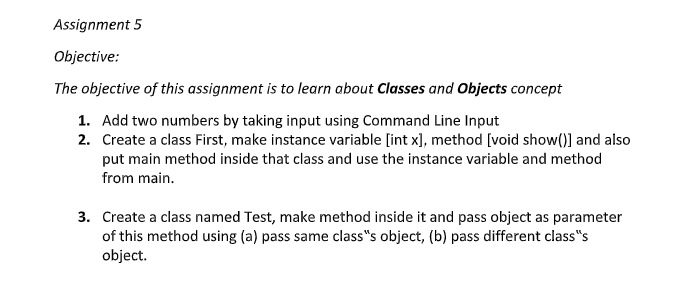 Assignment 5
Objective:
The objective of this assignment is to learn about Classes and Objects concept
1. Add two numbers by taking input using Command Line Input
2. Create a class First, make instance variable [int x], method [void show()] and also
put main method inside that class and use the instance variable and method
from main.
3. Create a class named Test, make method inside it and pass object as parameter
of this method using (a) pass same class‟s object, (b) pass different class‟s
object.